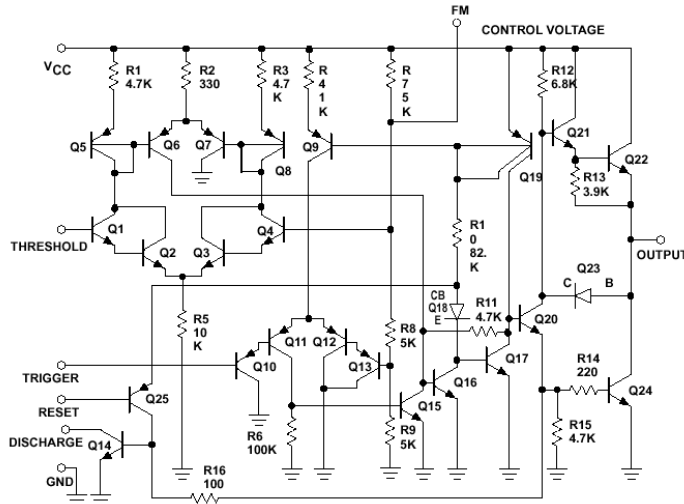 FM
CONTROL VOLTAGE
VCC
R1
4.7K
R2
330
R3
4.7
K
R
4 1
K
R
7 5
K
R12
6.8K
Q5
Q6
Q7
Q8
Q9
Q19
Q21
Q22
R13
3.9K
THRESHOLD
Q1
Q2
Q3
Q4
R1
0
82.
K
OUTPUT
Q23
C
B
R5
10
K
CB
Q18
E
R11
4.7K
Q20
Q11
Q12
R8
5K
Q17
TRIGGER
Q10
Q13
Q16
R14
220
Q24
RESET
Q25
Q15
R15
4.7K
DISCHARGE
Q14
R6
100K
R9
5K
GND
R16
100